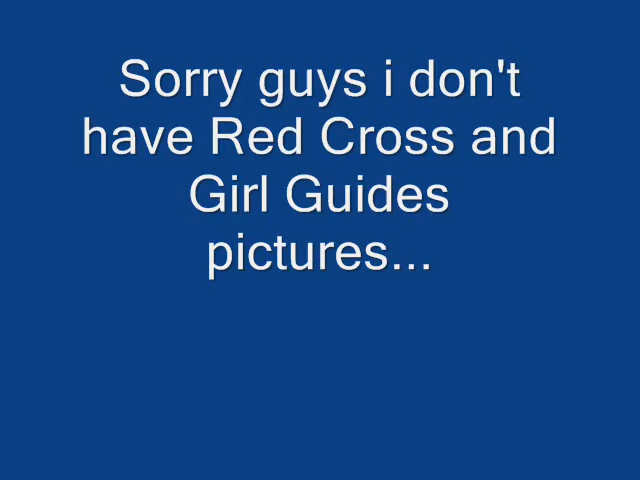 Sorry guys i don't
have Red Cross and
Girl Guides
pictures...